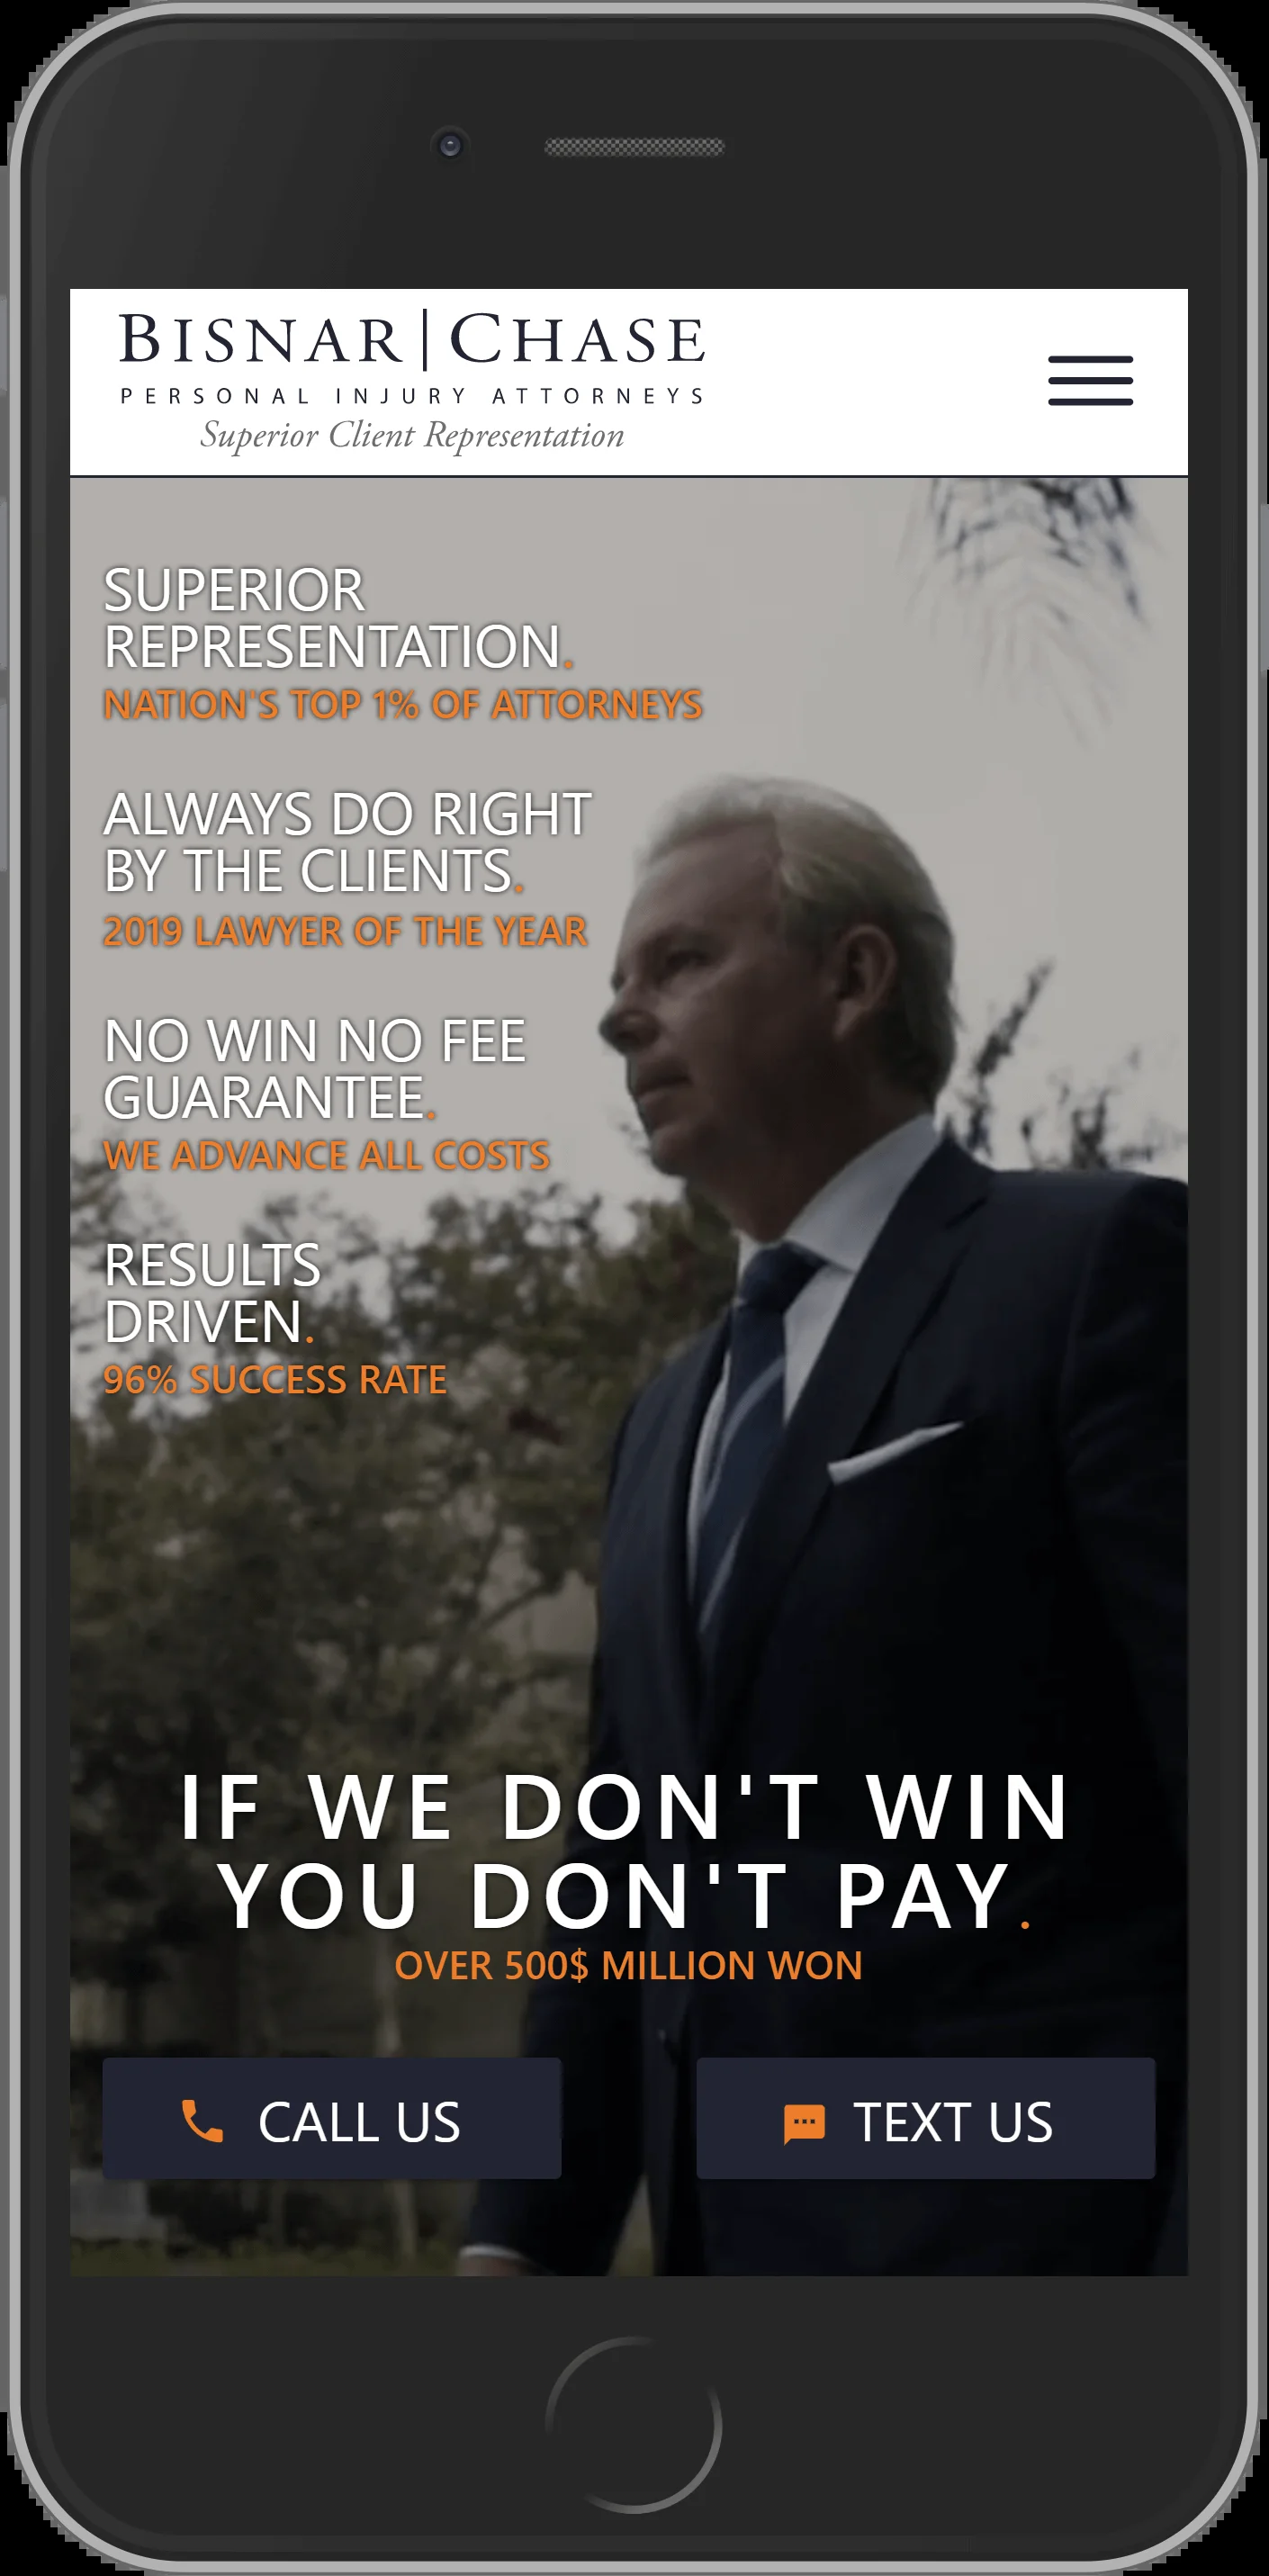 BISNAR|CHASE
PERSONAL INJURY ATTORNEYS
Superior Client Representation
SUPERIOR
REPRESENTATION.
NATION'S TOP 1% OF ATTORNEYS
ALWAYS DO RIGHT
BY THE CLIENTS.
2019 LAWYER OF THE YEAR
NO WIN NO FEE
GUARANTEE.
WE ADVANCE ALL COSTS
RESULTS
DRIVEN.
96% SUCCESS RATE
IF WE DON'T WIN
YOU DON'T PAY.
OVER 500$ MILLION WON
CALL US
TEXT US